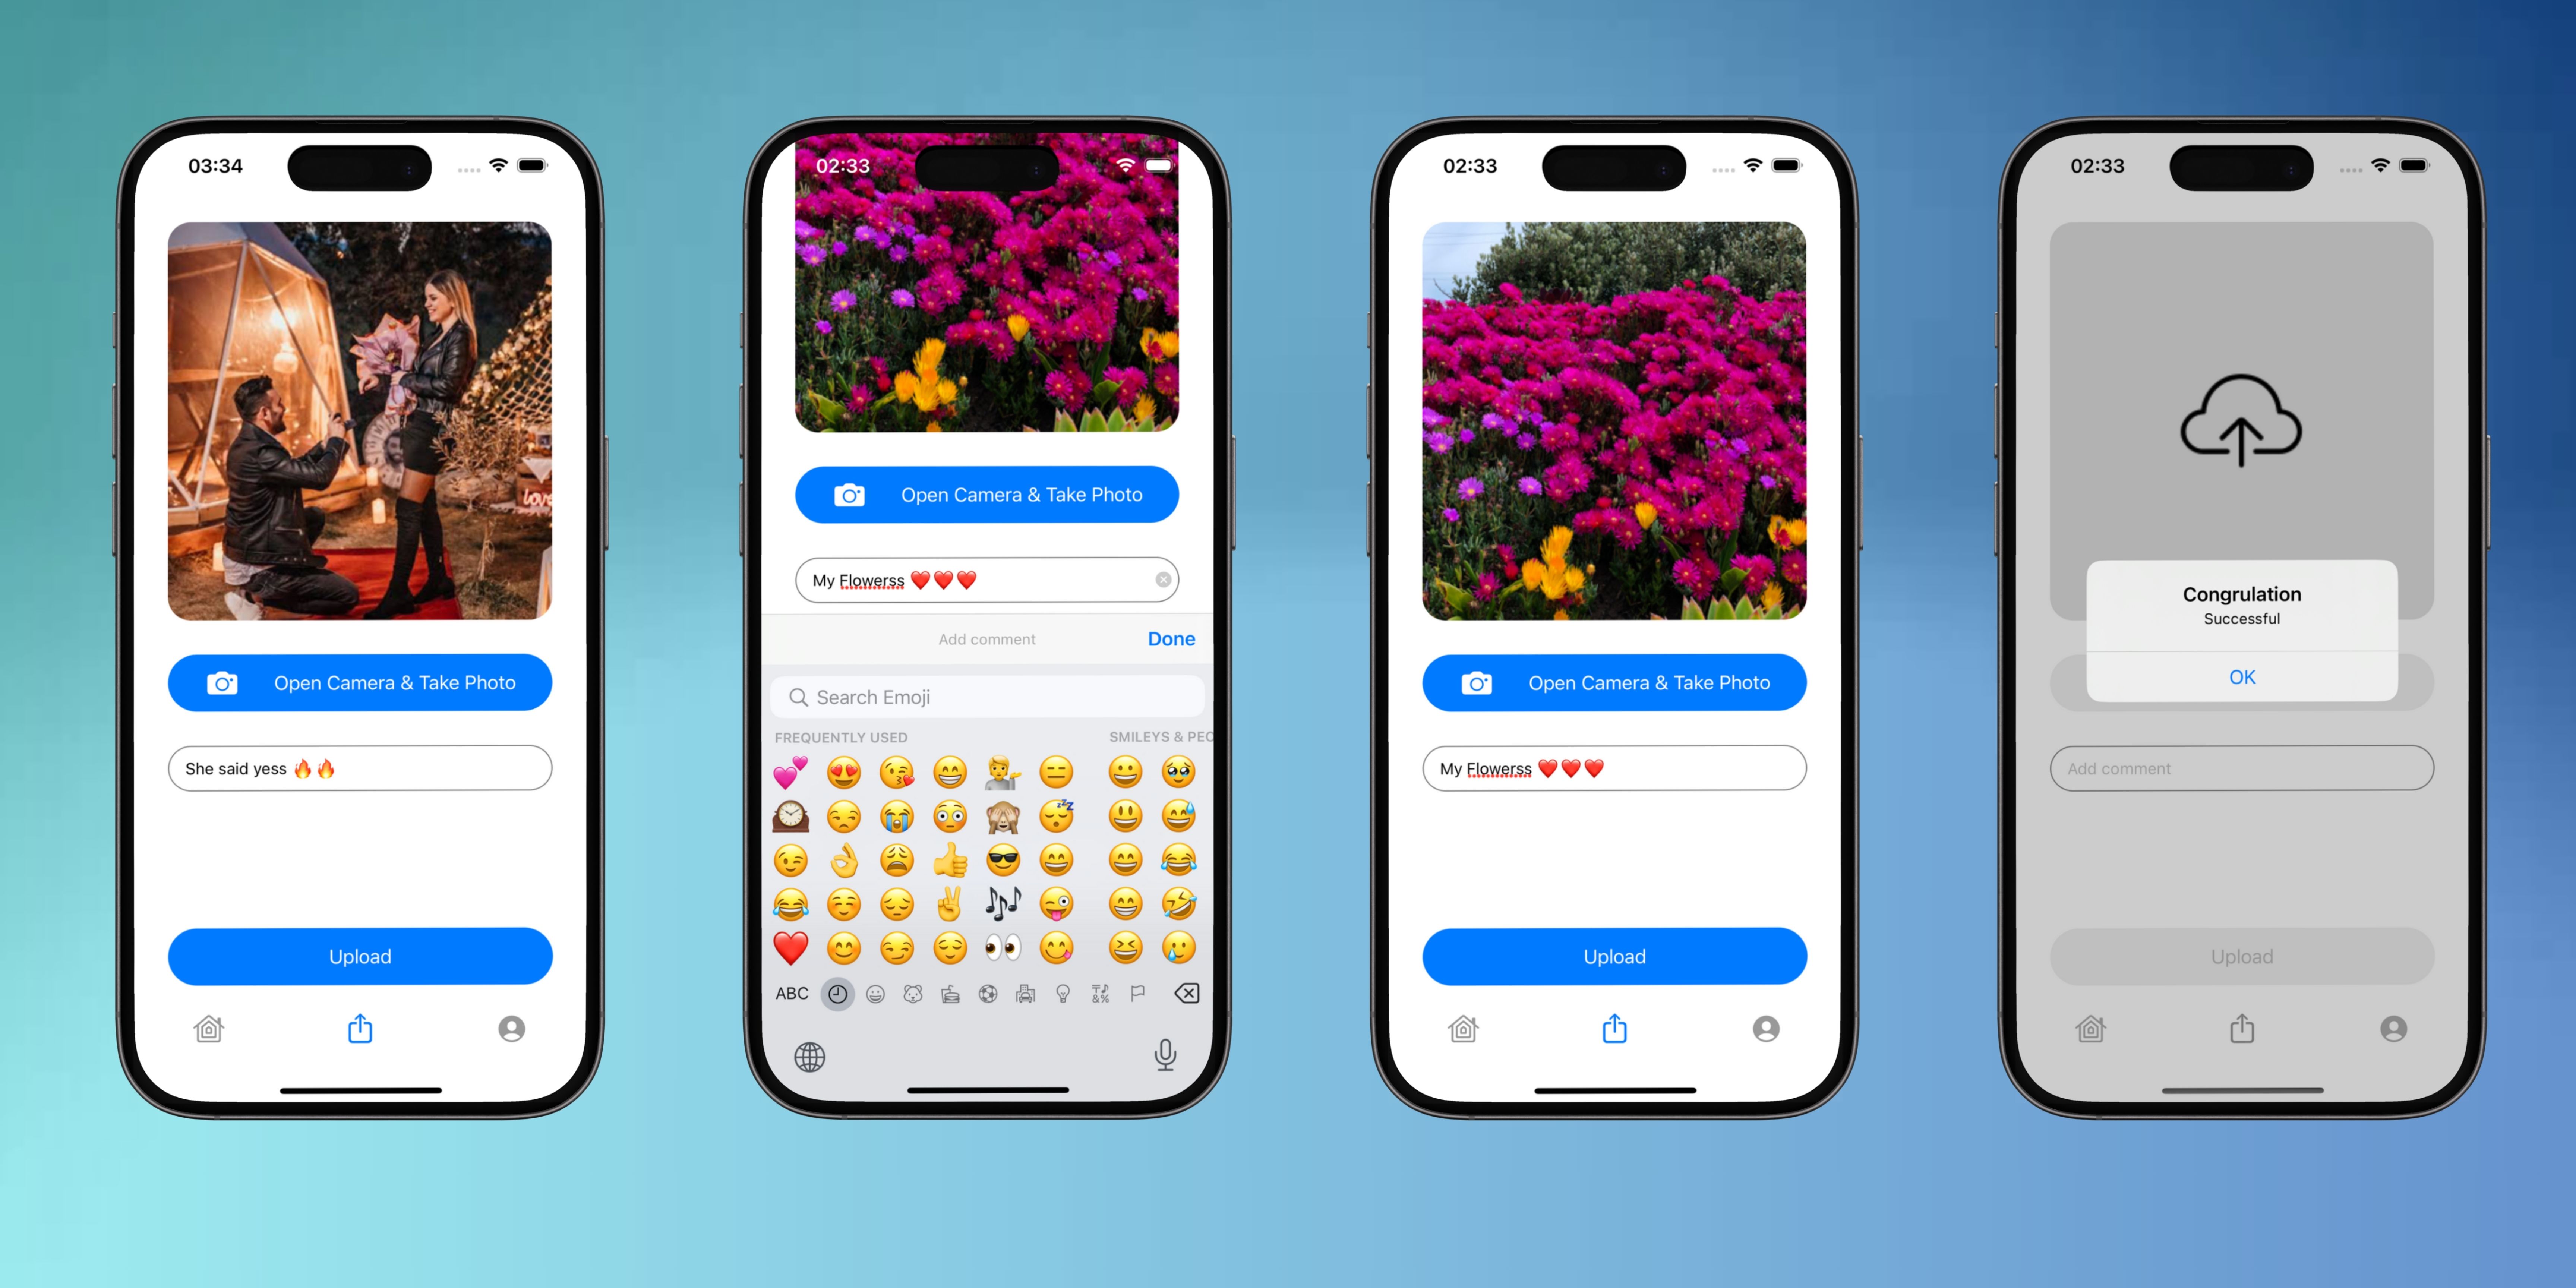 03:34
love
Open Camera & Take Photo
She said yess 🔥🔥
Upload
02:33
Open Camera & Take Photo
My Flowerss ❤️❤️❤️
Add comment
Done
Search Emoji
FREQUENTLY USED
SMILEYS & PEO
ABC
02:33
Open Camera & Take Photo
My Flowerss ❤️❤️❤️
Upload
02:33
Congrulation
Successful
OK
Add comment
Upload